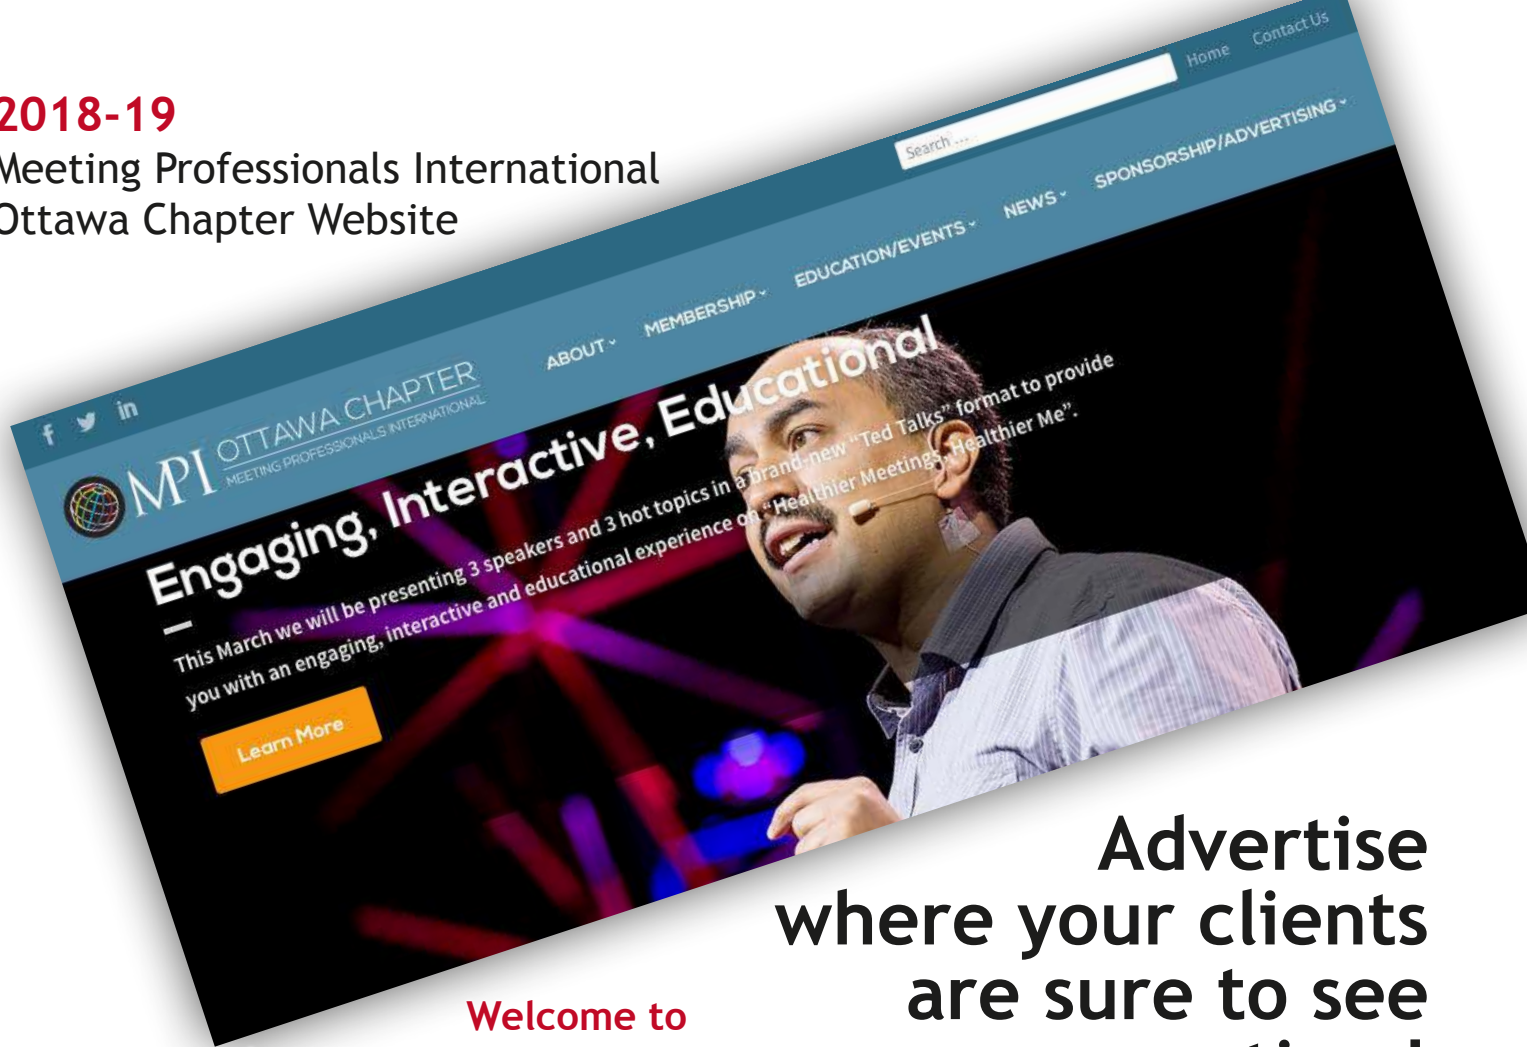 2018-19
Meeting Professionals International
Ottawa Chapter Website
Home Contact Us
Search ...
f in
MPI OTTAWA CHAPTER
MEETING PROFESSIONALS INTERNATIONAL
ABOUT MEMBERSHIP EDUCATION/EVENTS NEWS SPONSORSHIP/ADVERTISING
Engaging, Interactive, Educational
This March we will be presenting 3 speakers and 3 hot topics in a brand-new "Ted Talks" format to provide
you with an engaging, interactive and educational experience on "Healthier Meetings, Healthier Me".
Learn More
Advertise
where your clients
are sure to see
Welcome to